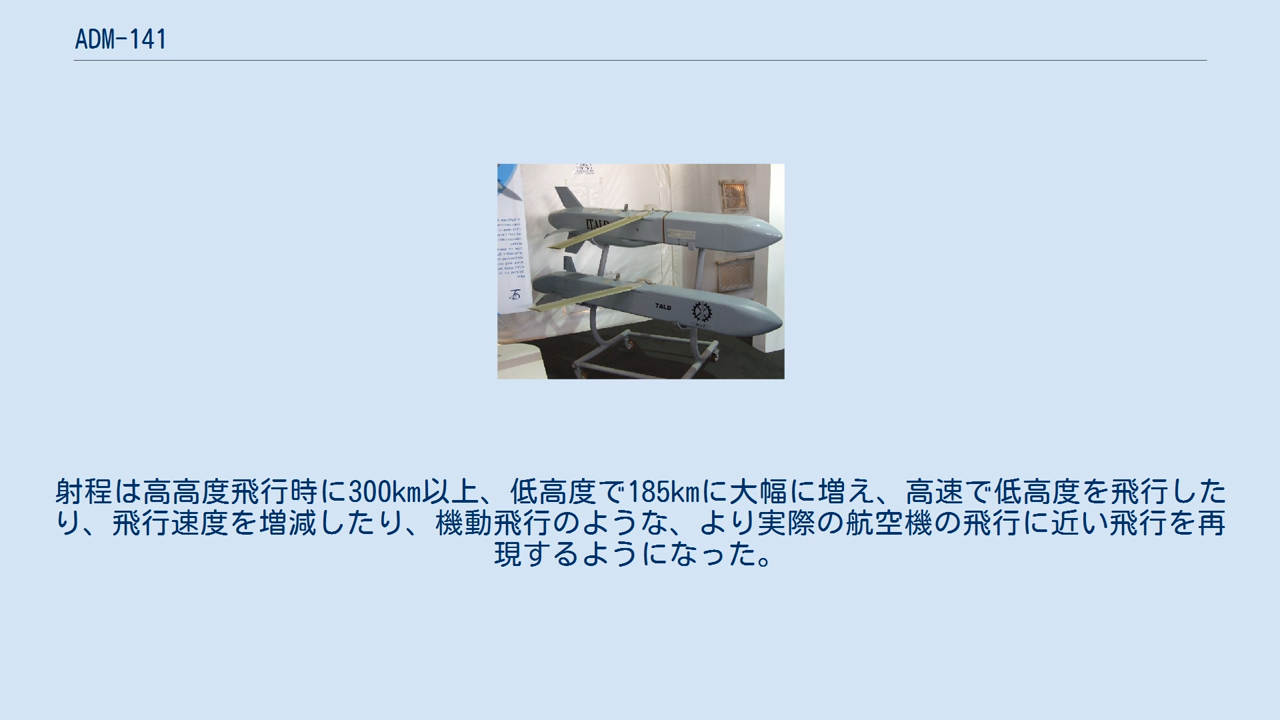 ADM-141
ITALD
TALD
射程は高高度飛行時に300km以上、低高度で185kmに大幅に増え、高速で低高度を飛行した
り、飛行速度を増減したり、機動飛行のような、より実際の航空機の飛行に近い飛行を再
現するようになった。